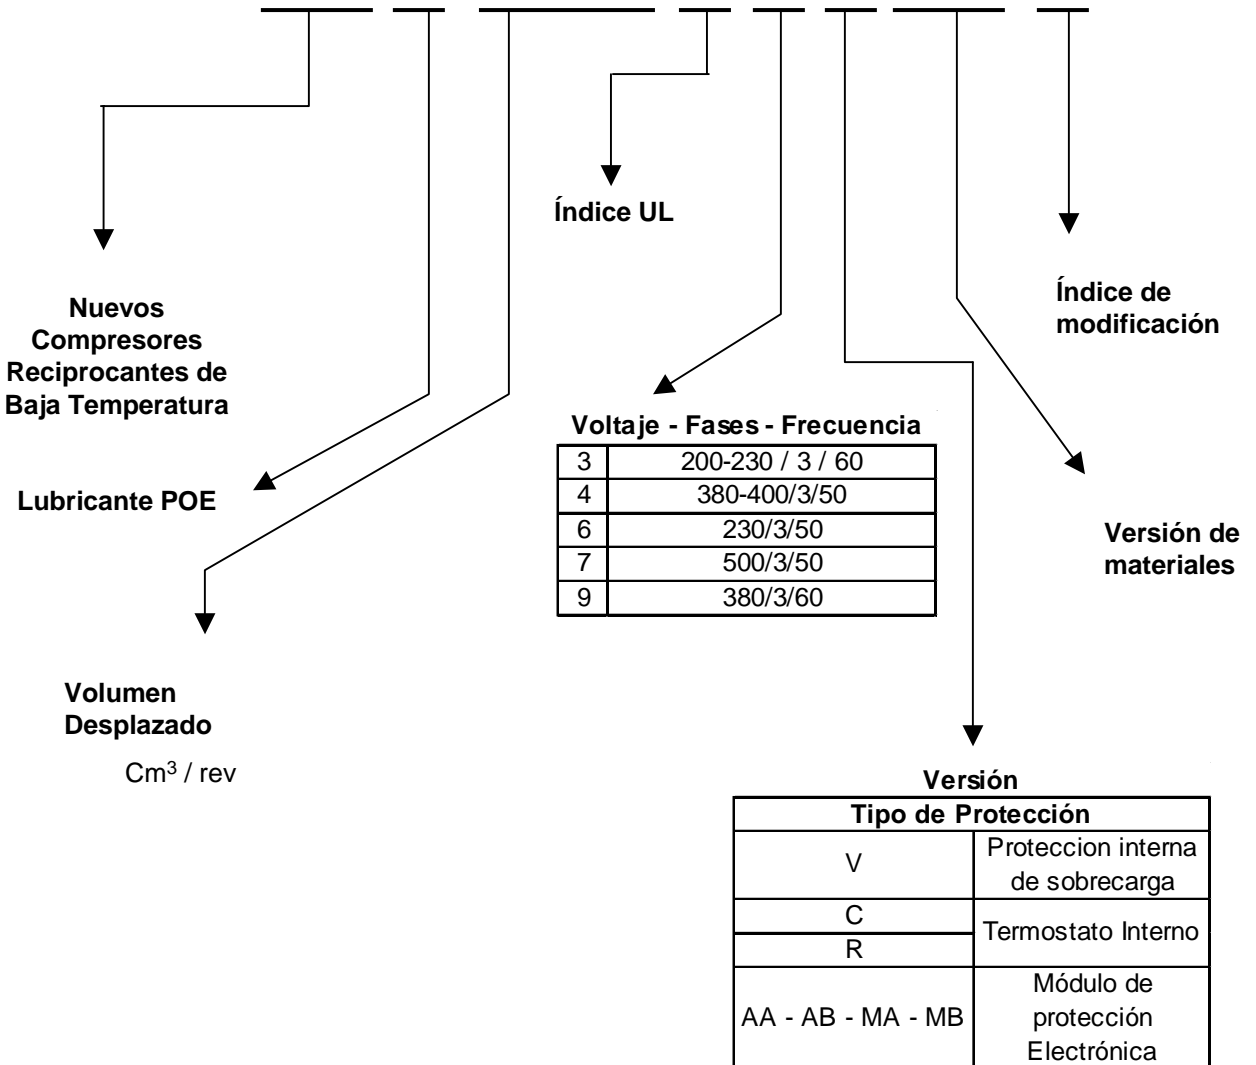 Índice UL
Nuevos
Compresores
Reciprocantes de
Baja Temperatura
Índice de
modificación
Voltaje - Fases - Frecuencia
3 200-230 / 3 / 60
4 380-400/3/50
6 230/3/50
7 500/3/50
9 380/3/60
Lubricante POE
Versión de
materiales
Volumen
Desplazado
Cm³ / rev
Versión
Tipo de Protección
V Proteccion interna
de sobrecarga
C
R
Termostato Interno
AA - AB - MA - MB Módulo de
protección
Electrónica